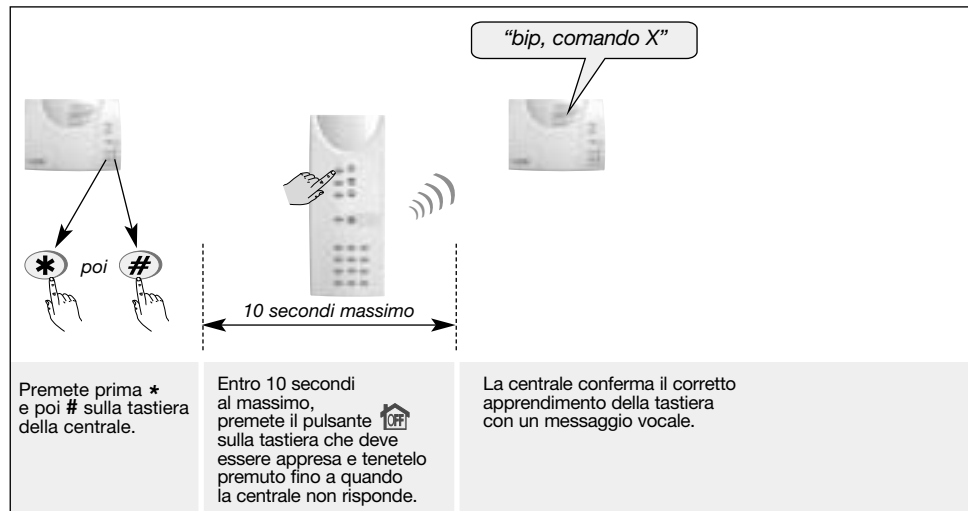 “bip, comando X”
* poi #
10 secondi massimo
Premete prima *
e poi # sulla tastiera
della centrale.
Entro 10 secondi
al massimo,
premete il pulsante OFF
sulla tastiera che deve
essere appresa e tenetelo
premuto fino a quando
la centrale non risponde.
La centrale conferma il corretto
apprendimento della tastiera
con un messaggio vocale.